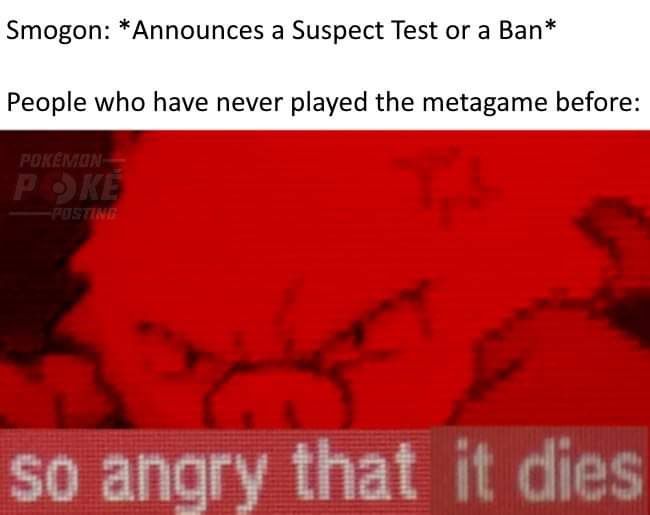 Smogon: *Announces a Suspect Test or a Ban*
People who have never played the metagame before:
POKÉMON
POKÉ
POSTING
so angry that it dies